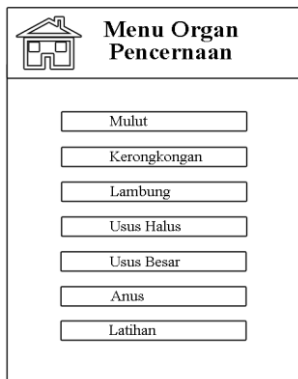 Menu Organ
Pencernaan
Mulut
Kerongkongan
Lambung
Usus Halus
Usus Besar
Anus
Latihan